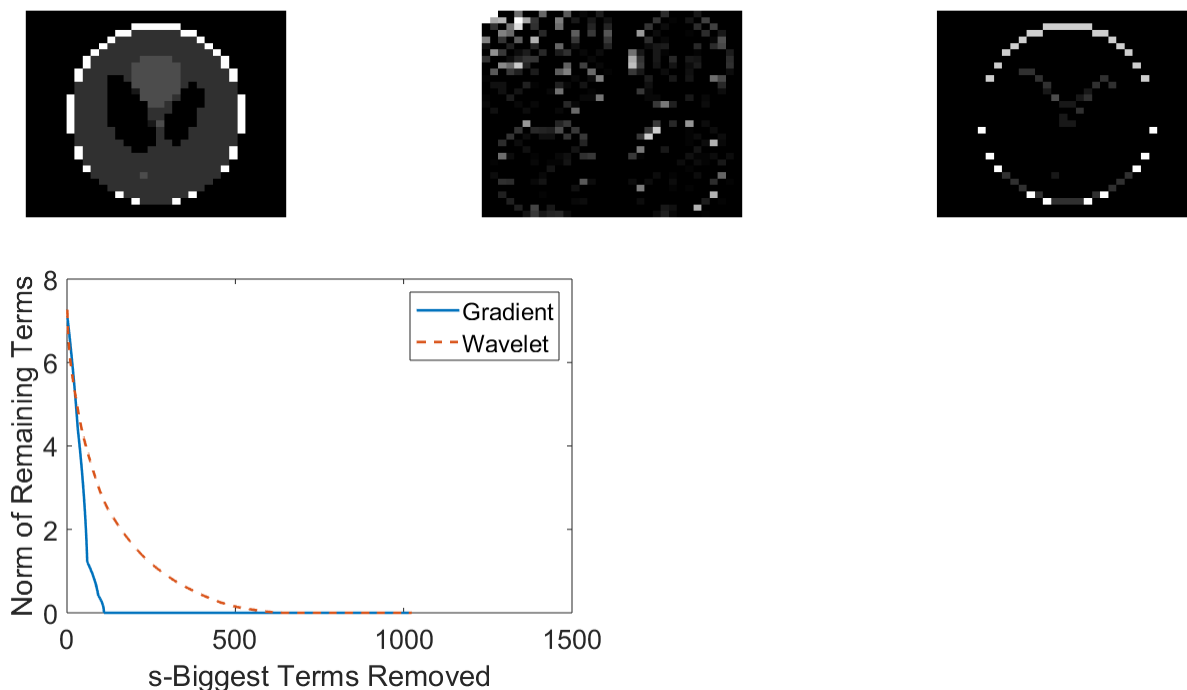 8
6
4
2
0
Norm of Remaining Terms
Gradient
Wavelet
0 500 1000 1500
s-Biggest Terms Removed